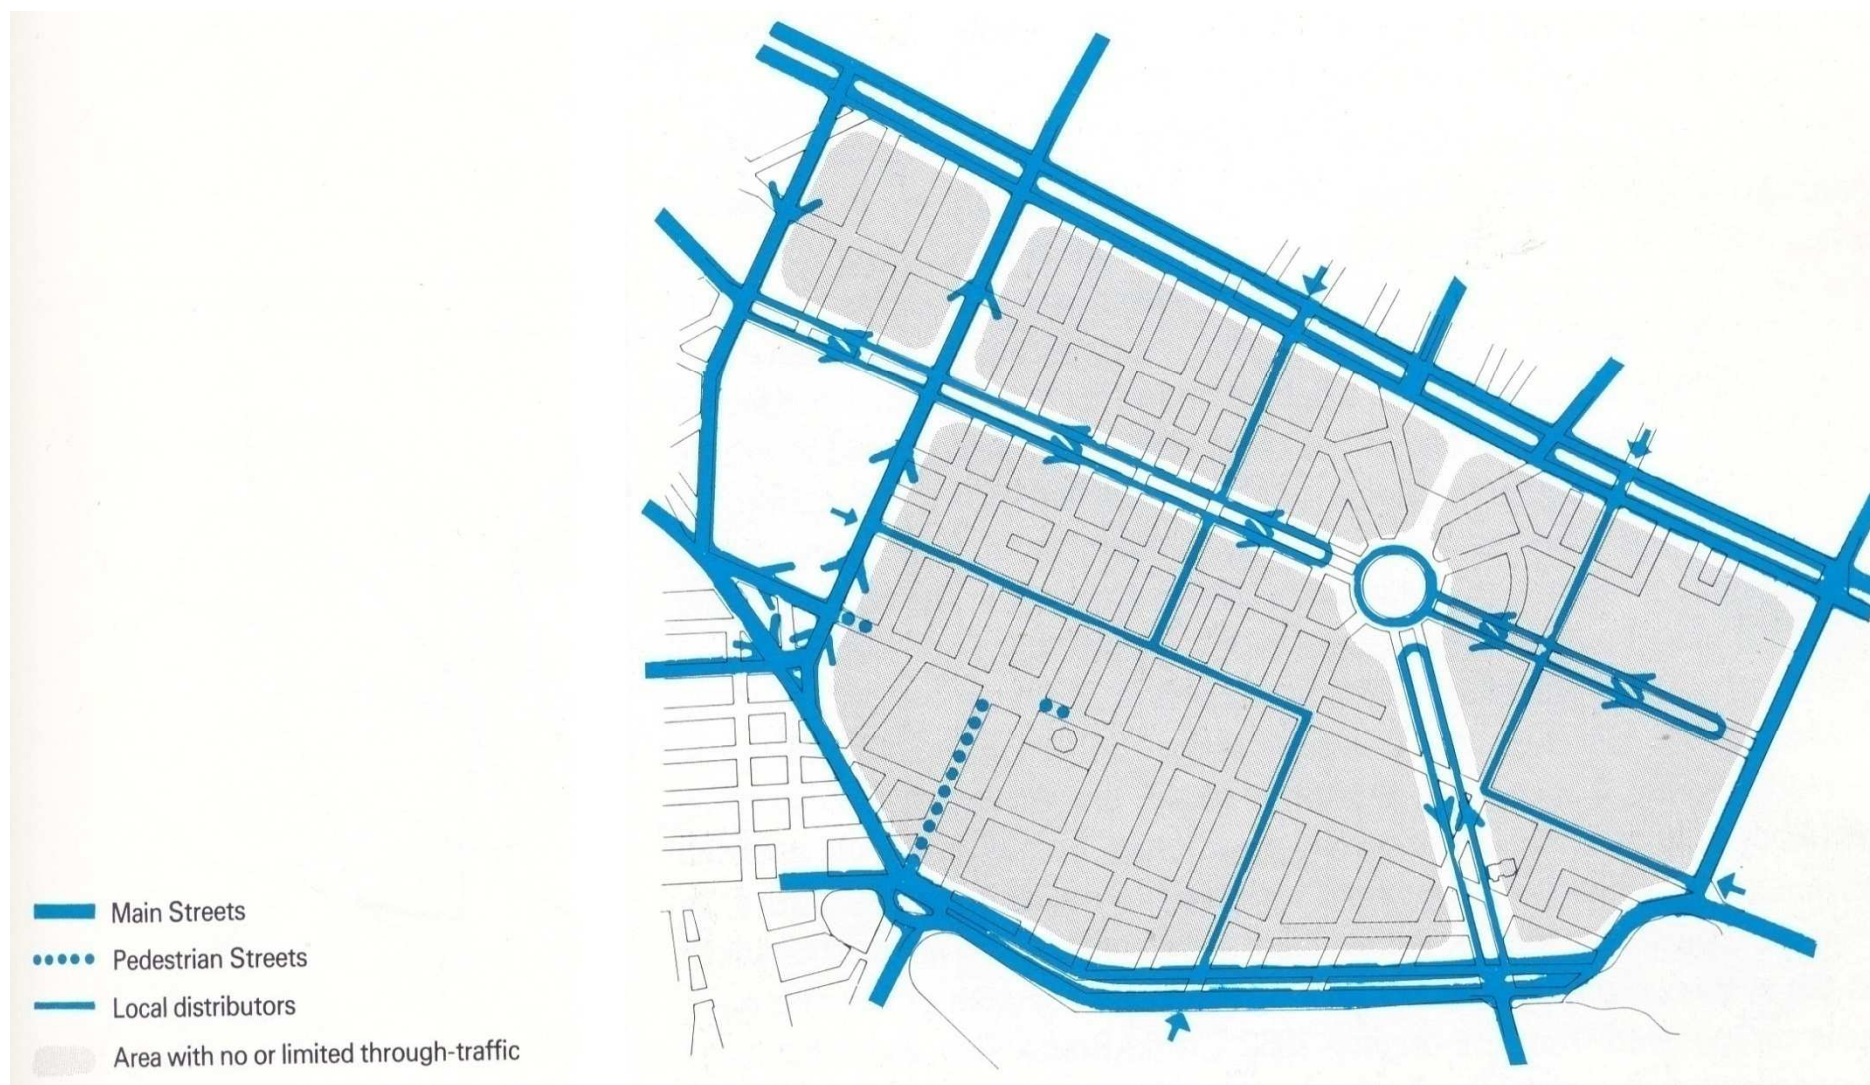 Main Streets
Pedestrian Streets
Local distributors
Area with no or limited through-traffic